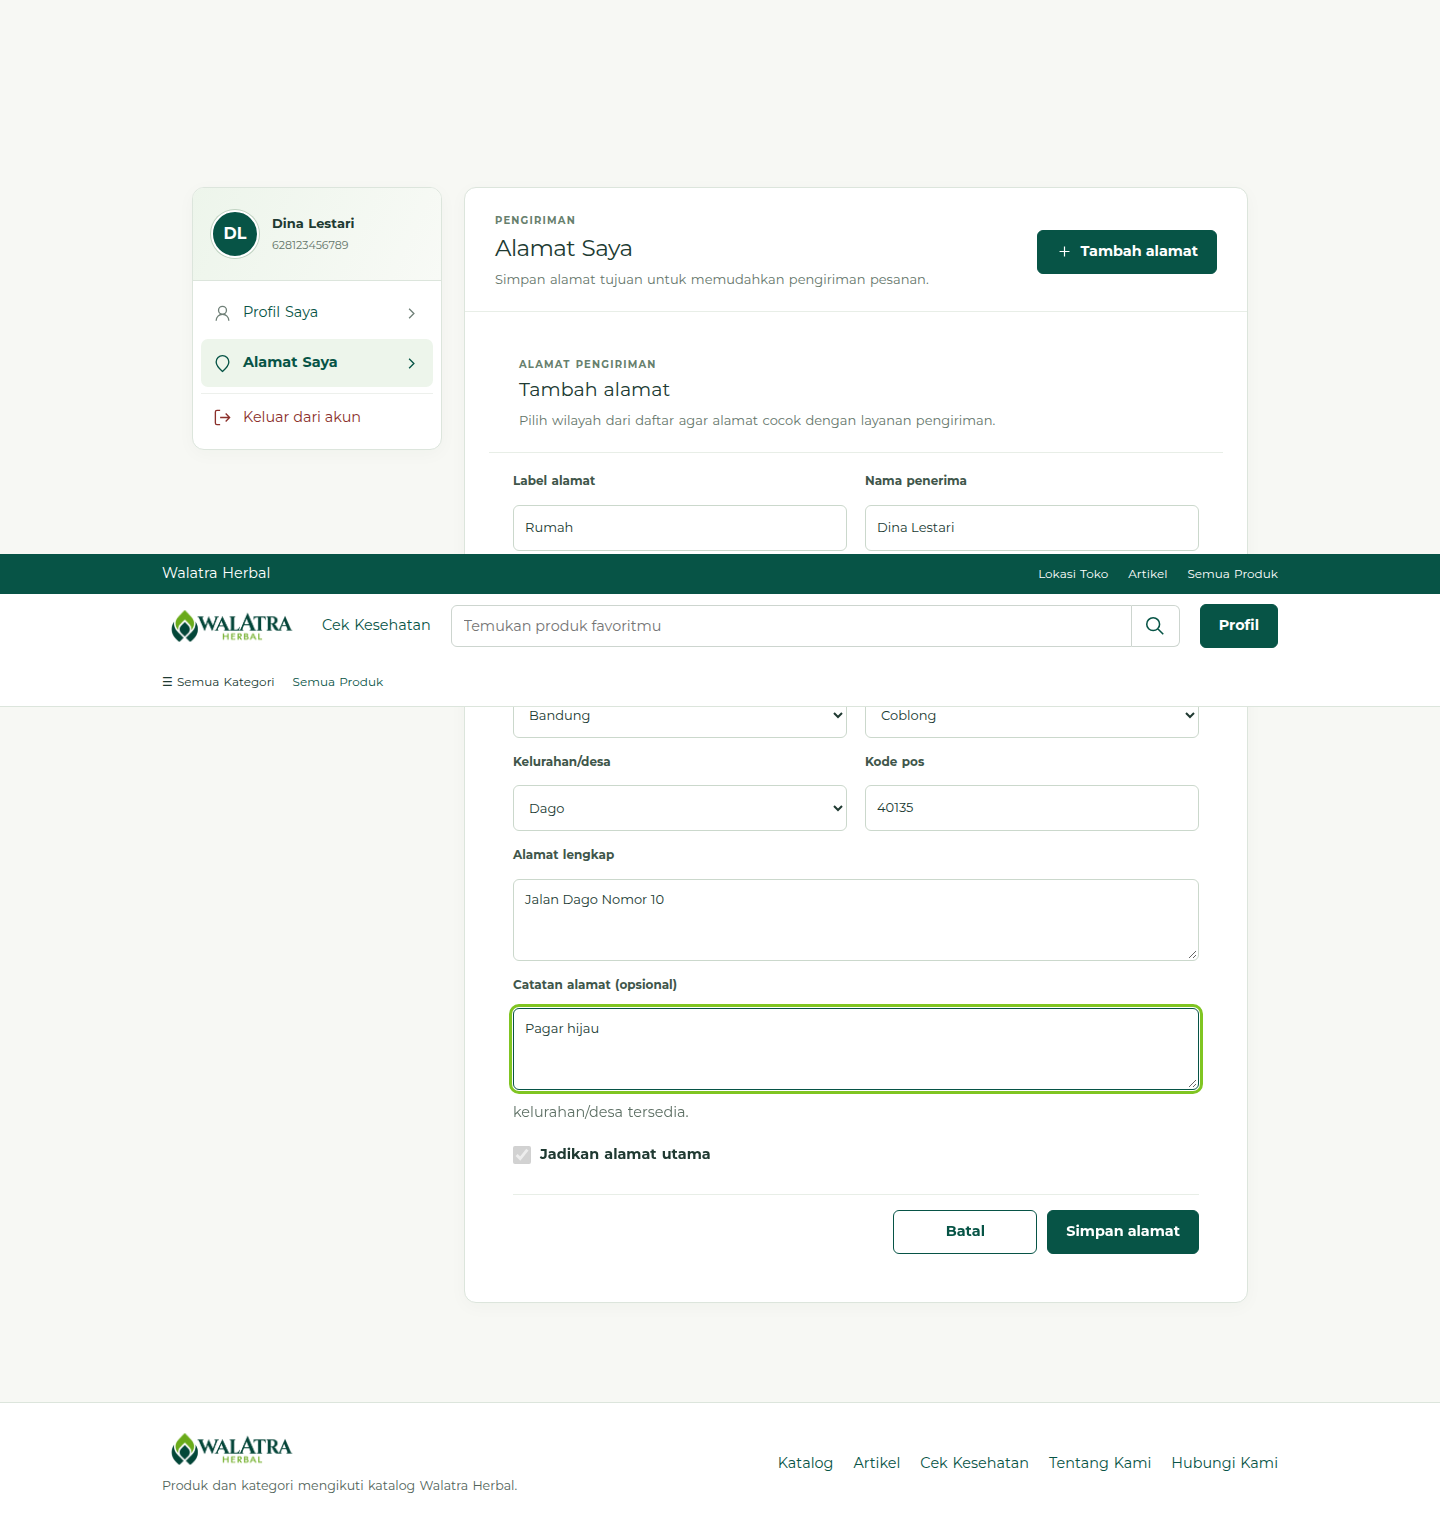 DL
Dina Lestari
628123456789
Profil Saya
Alamat Saya
Keluar dari akun
PENGIRIMAN
Alamat Saya
Simpan alamat tujuan untuk memudahkan pengiriman pesanan.
+ Tambah alamat
ALAMAT PENGIRIMAN
Tambah alamat
Pilih wilayah dari daftar agar alamat cocok dengan layanan pengiriman.
Label alamat
Nama penerima
Rumah
Dina Lestari
Walatra Herbal
Lokasi Toko Artikel Semua Produk
WALATRA
HERBAL
Cek Kesehatan
Temukan produk favoritmu
Profil
☰ Semua Kategori Semua Produk
Bandung
Coblong
Kelurahan/desa
Kode pos
Dago
40135
Alamat lengkap
Jalan Dago Nomor 10
Catatan alamat (opsional)
Pagar hijau
kelurahan/desa tersedia.
Jadikan alamat utama
Batal
Simpan alamat
WALATRA
HERBAL
Produk dan kategori mengikuti katalog Walatra Herbal.
Katalog Artikel Cek Kesehatan Tentang Kami Hubungi Kami